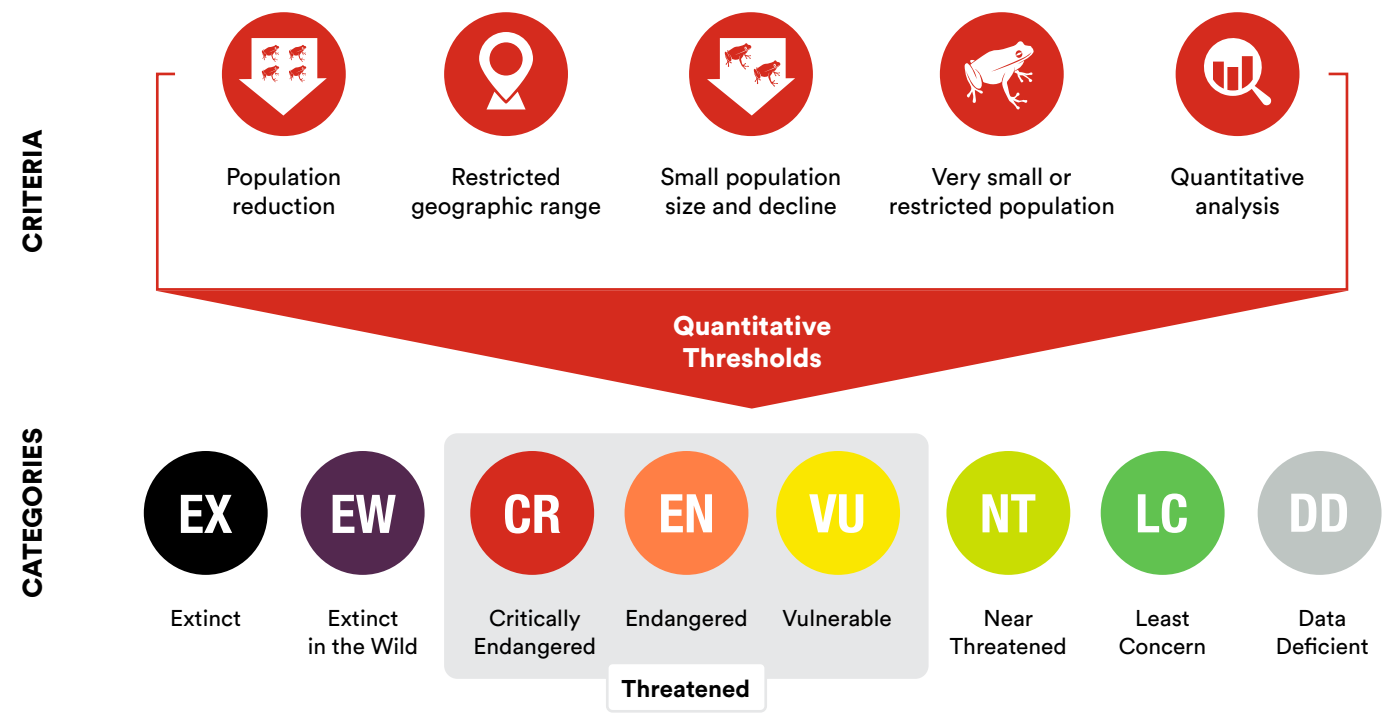 CRITERIA
Population
reduction
Restricted
geographic range
Small population
size and decline
Very small or
restricted population
Quantitative
analysis
Quantitative
Thresholds
CATEGORIES
EX
Extinct
EW
Extinct
in the Wild
CR
Critically
Endangered
EN
Endangered
VU
Vulnerable
NT
Near
Threatened
LC
Least
Concern
DD
Data
Deficient
Threatened